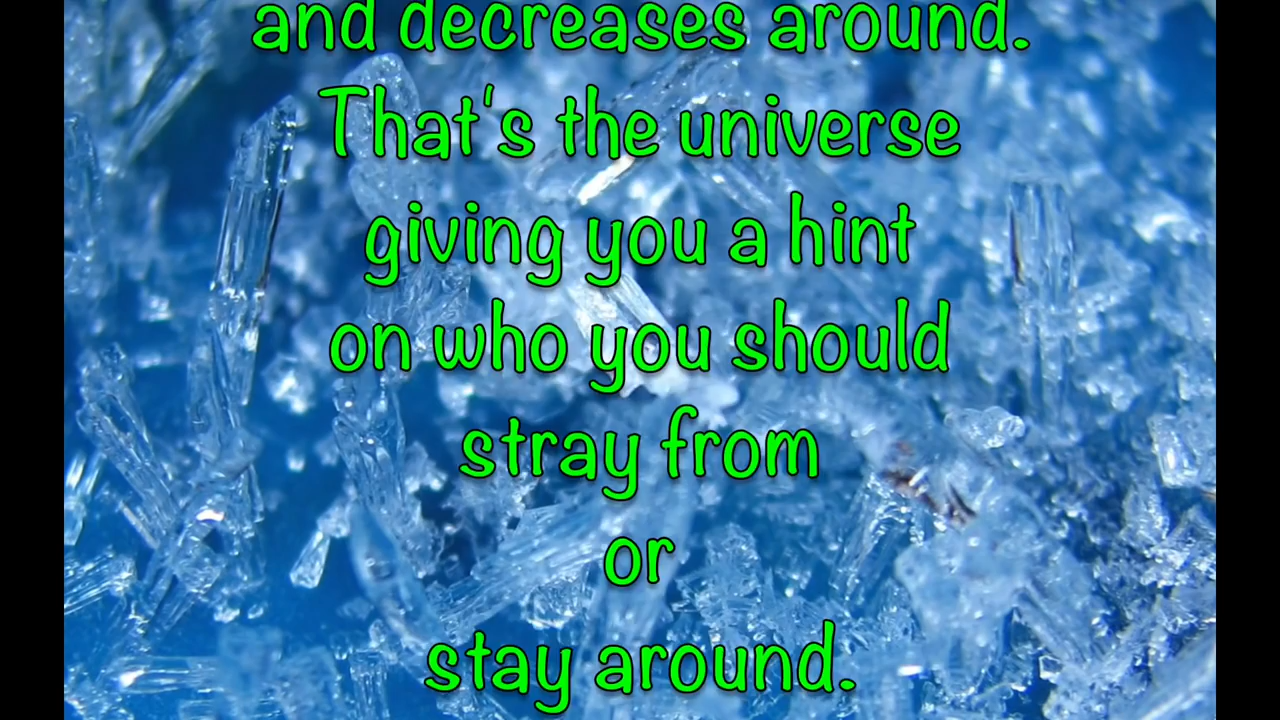 and decreases around.
That's the universe
giving you a hint
on who you should
stray from
or
stay around.